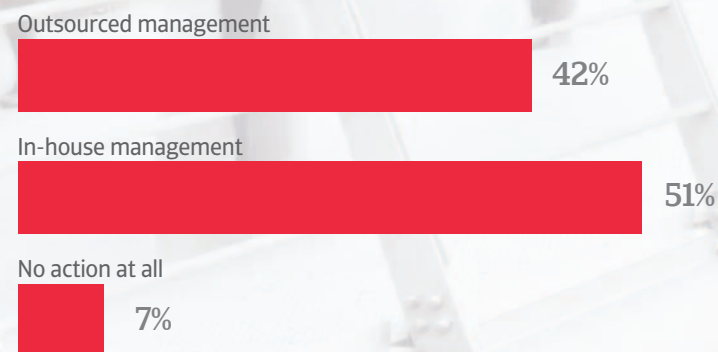 Outsourced management
42%
In-house management
51%
No action at all
7%